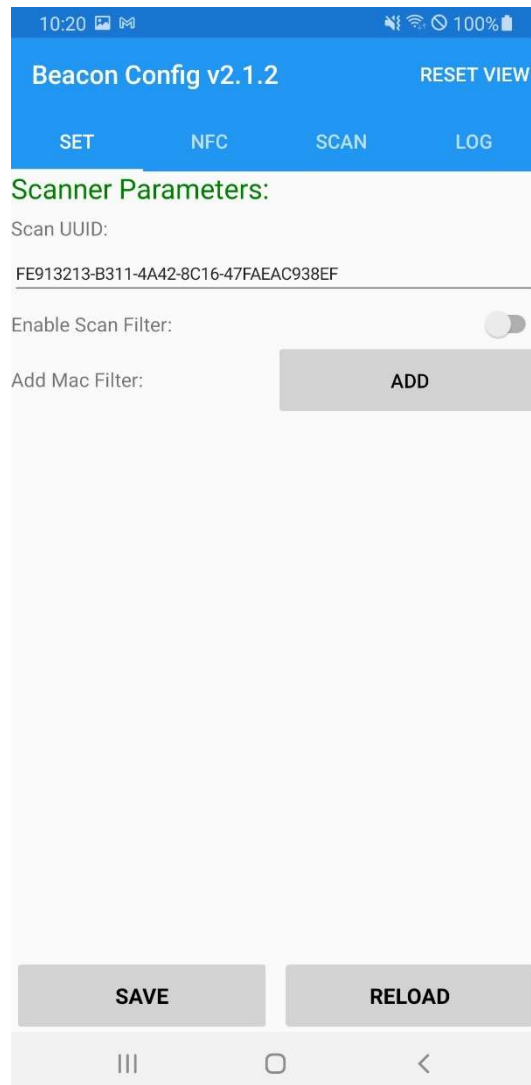 10:20 100%
Beacon Config v2.1.2 RESET VIEW
SET NFC SCAN LOG
Scanner Parameters:
Scan UUID:
FE913213-B311-4A42-8C16-47FAEAC938EF
Enable Scan Filter:
Add Mac Filter: ADD
SAVE RELOAD